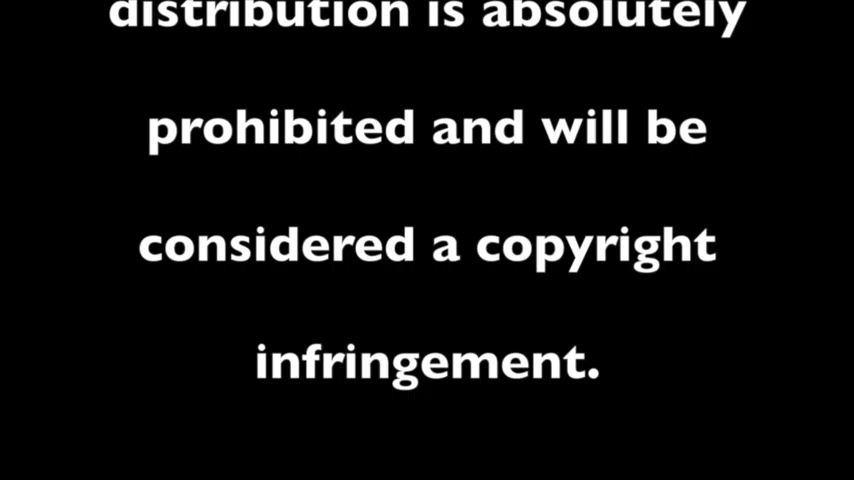 distribution is absolutely
prohibited and will be
considered a copyright
infringement.